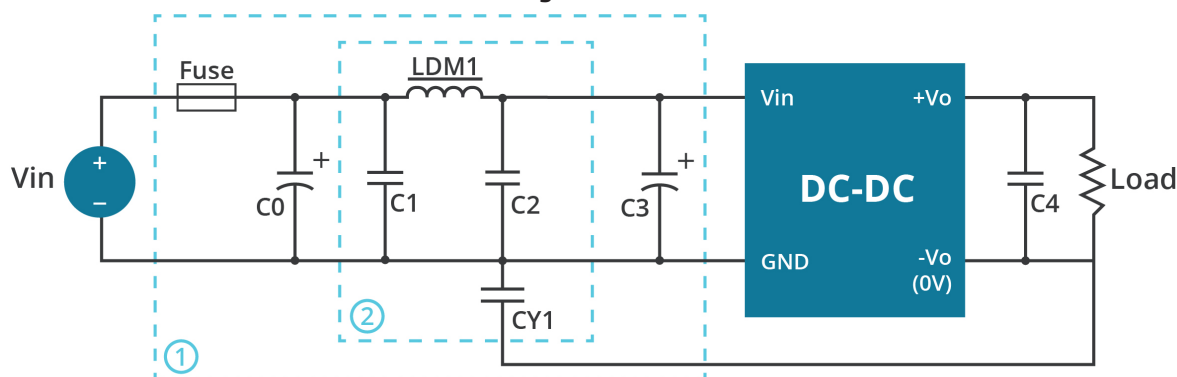 Fuse
LDM1
Vin
+
−
C0
+
C1
C2
C3
+
Vin
+Vo
DC-DC
GND
-Vo
(0V)
C4
Load
CY1
2
1